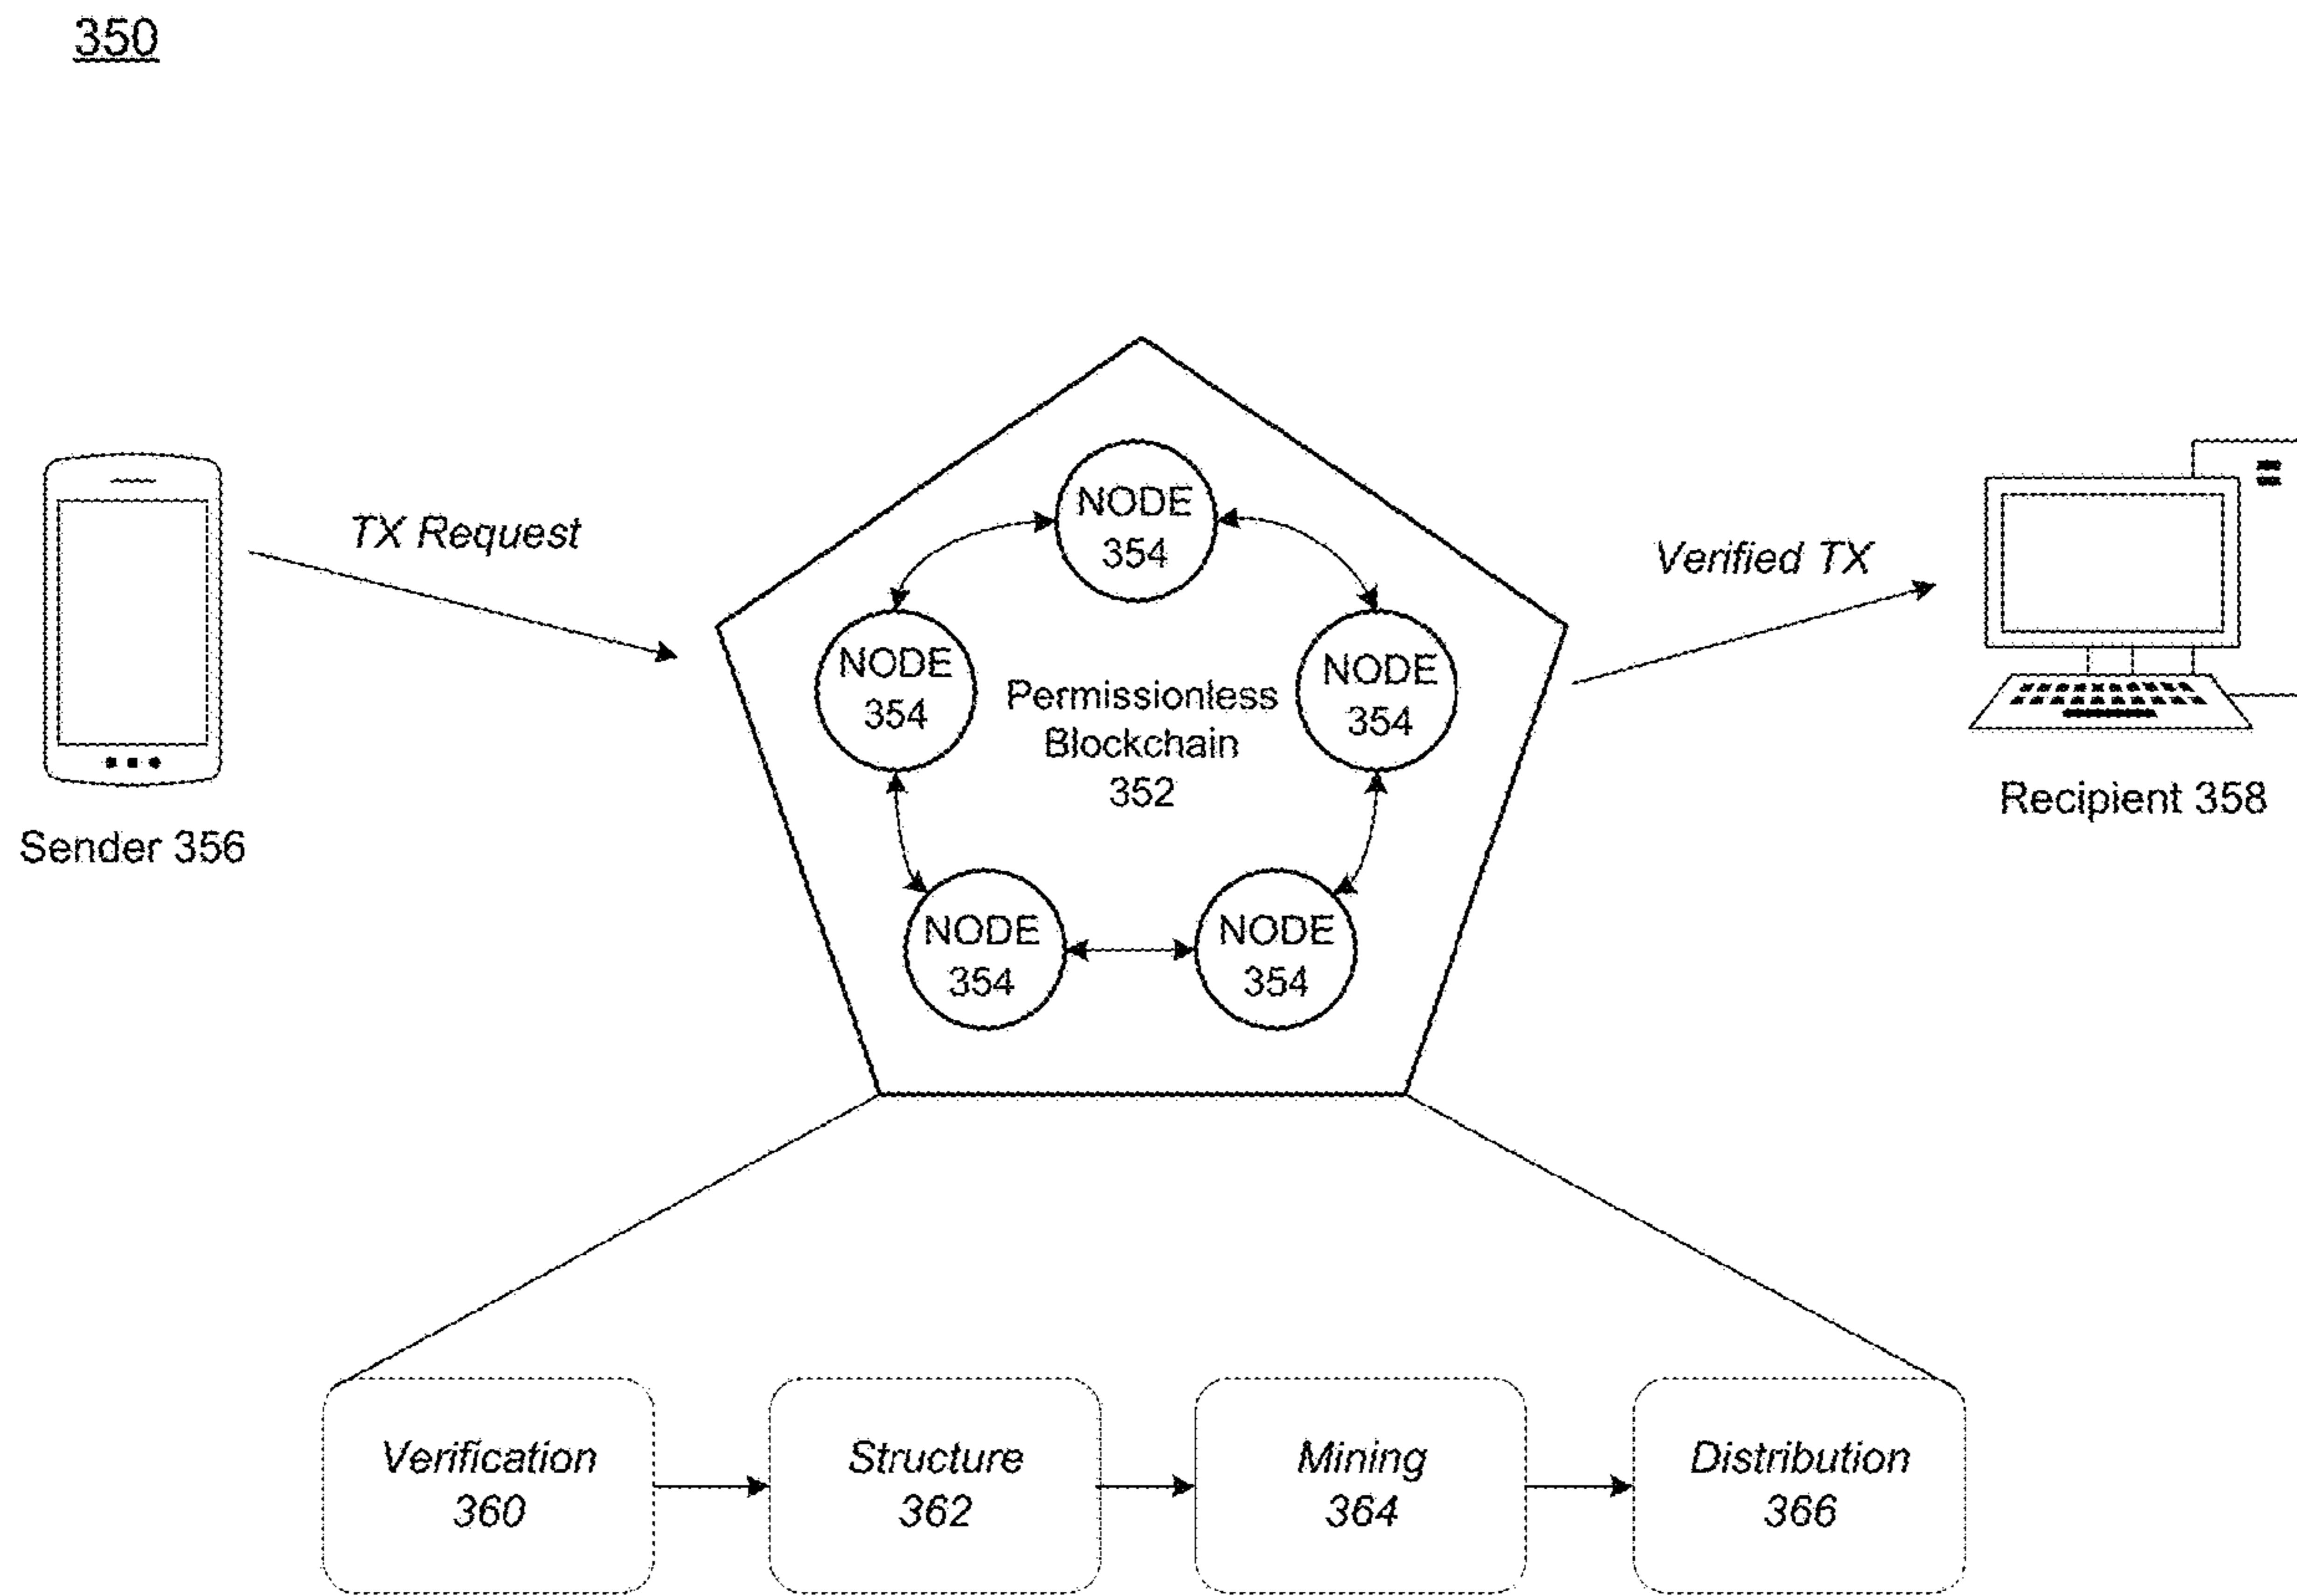 350
TX Request
Verified TX
NODE
354
NODE
354
NODE
354
Permissionless
Blockchain
352
NODE
354
NODE
354
Sender 356
Recipient 358
Verification
360
Structure
362
Mining
364
Distribution
366